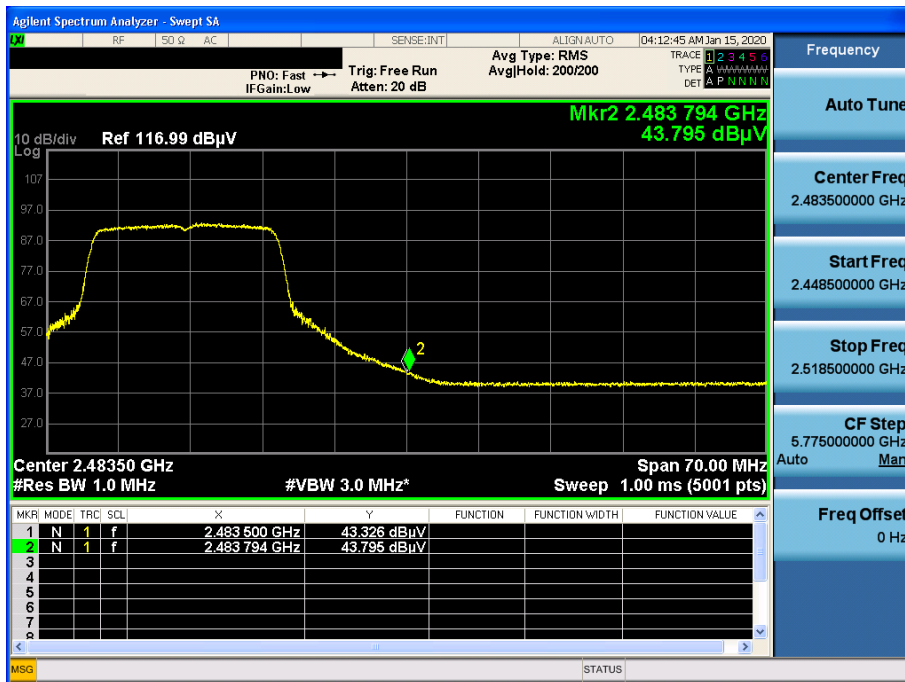 Agilent Spectrum Analyzer - Swept SA
LXI RF 50 Ω AC SENSE:INT ALIGN AUTO 04:12:45 AM Jan 15, 2020
PNO: Fast
IFGain:Low
Trig: Free Run
Atten: 20 dB
Avg Type: RMS
Avg|Hold: 200/200
TRACE 1 2 3 4 5 6
TYPE A WWWWW
DET A P N N N N
Mkr2 2.483 794 GHz
43.795 dBµV
10 dB/div
Log
Ref 116.99 dBµV
107
97.0
87.0
77.0
67.0
57.0
47.0
37.0
27.0
2
Center 2.48350 GHz
Span 70.00 MHz
#Res BW 1.0 MHz
#VBW 3.0 MHz*
Sweep 1.00 ms (5001 pts)
MKR MODE TRC SCL X Y FUNCTION FUNCTION WIDTH FUNCTION VALUE
1 N 1 f 2.483 500 GHz 43.326 dBµV
2 N 1 f 2.483 794 GHz 43.795 dBµV
3
4
5
6
7
8
MSG
STATUS
Frequency
Auto Tune
Center Freq
2.483500000 GHz
Start Freq
2.448500000 GHz
Stop Freq
2.518500000 GHz
CF Step
5.775000000 GHz
Auto Man
Freq Offset
0 Hz